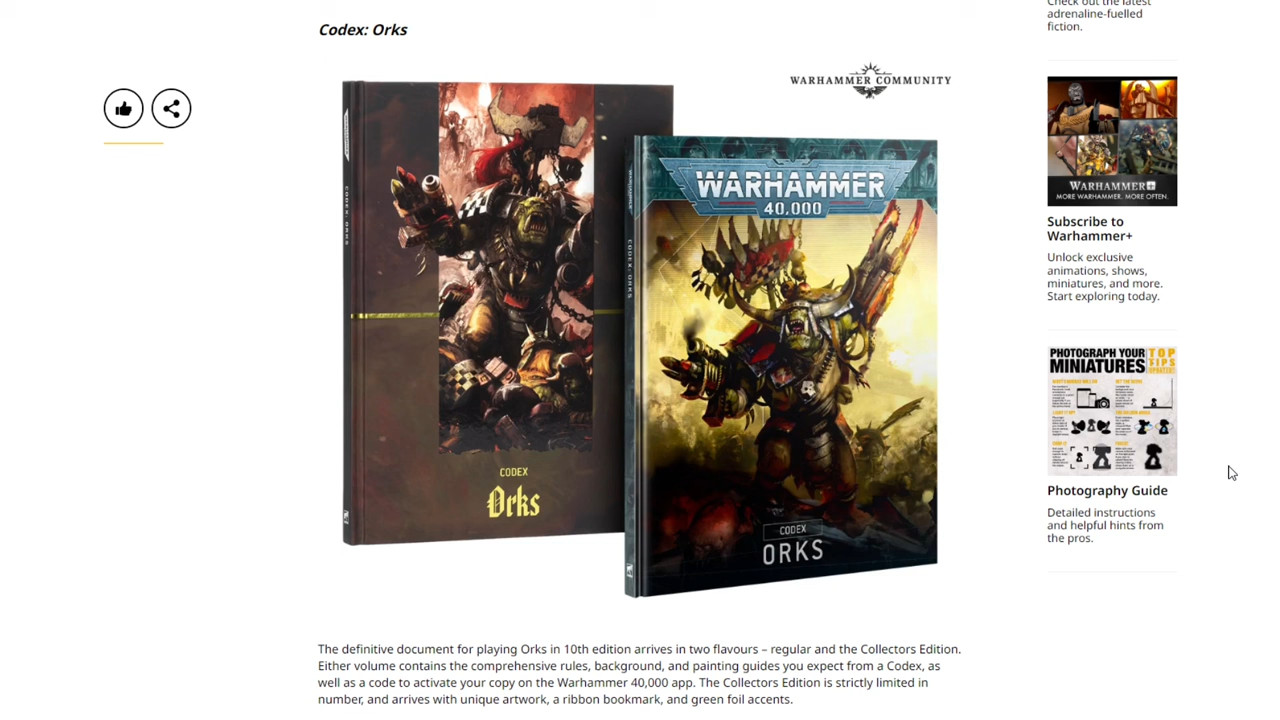 Check out the latest
adrenaline-fuelled
fiction.
Codex: Orks
WARHAMMER COMMUNITY
CODEX: ORKS
CODEX
Orks
CODEX: ORKS
WARHAMMER
40,000
CODEX
ORKS
WARHAMMER+
MORE WARHAMMER. MORE OFTEN.
Subscribe to
Warhammer+
Unlock exclusive
animations, shows,
miniatures, and more.
Start exploring today.
PHOTOGRAPH YOUR
MINIATURES
TOP
TIPS
Photography Guide
Detailed instructions
and helpful hints from
the pros.
The definitive document for playing Orks in 10th edition arrives in two flavours – regular and the Collectors Edition.
Either volume contains the comprehensive rules, background, and painting guides you expect from a Codex, as
well as a code to activate your copy on the Warhammer 40,000 app. The Collectors Edition is strictly limited in
number, and arrives with unique artwork, a ribbon bookmark, and green foil accents.